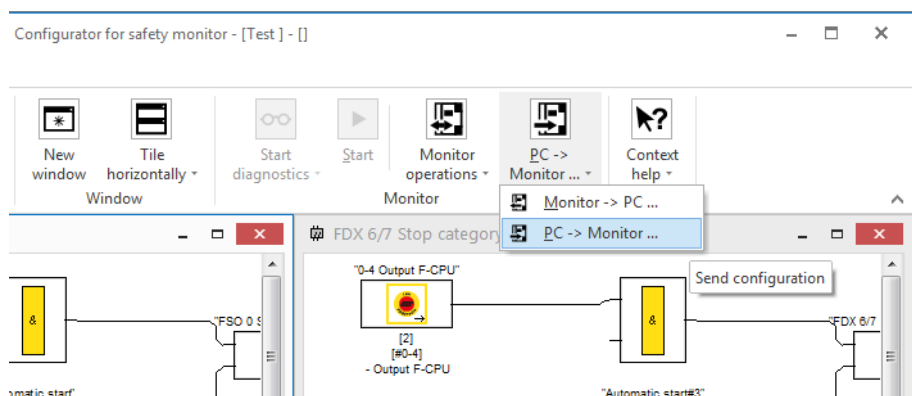 Configurator for safety monitor - [Test ] - []
New window
Tile horizontally
Start diagnostics
Start
Monitor operations
PC -> Monitor ...
Context help
Window
Monitor
Monitor -> PC ...
PC -> Monitor ...
Send configuration
FDX 6/7 Stop category
&
"FSO 0 S
"0-4 Output F-CPU"
[2]
[#0-4]
- Output F-CPU
&
"FDX 6/7
"Automatic start#3"